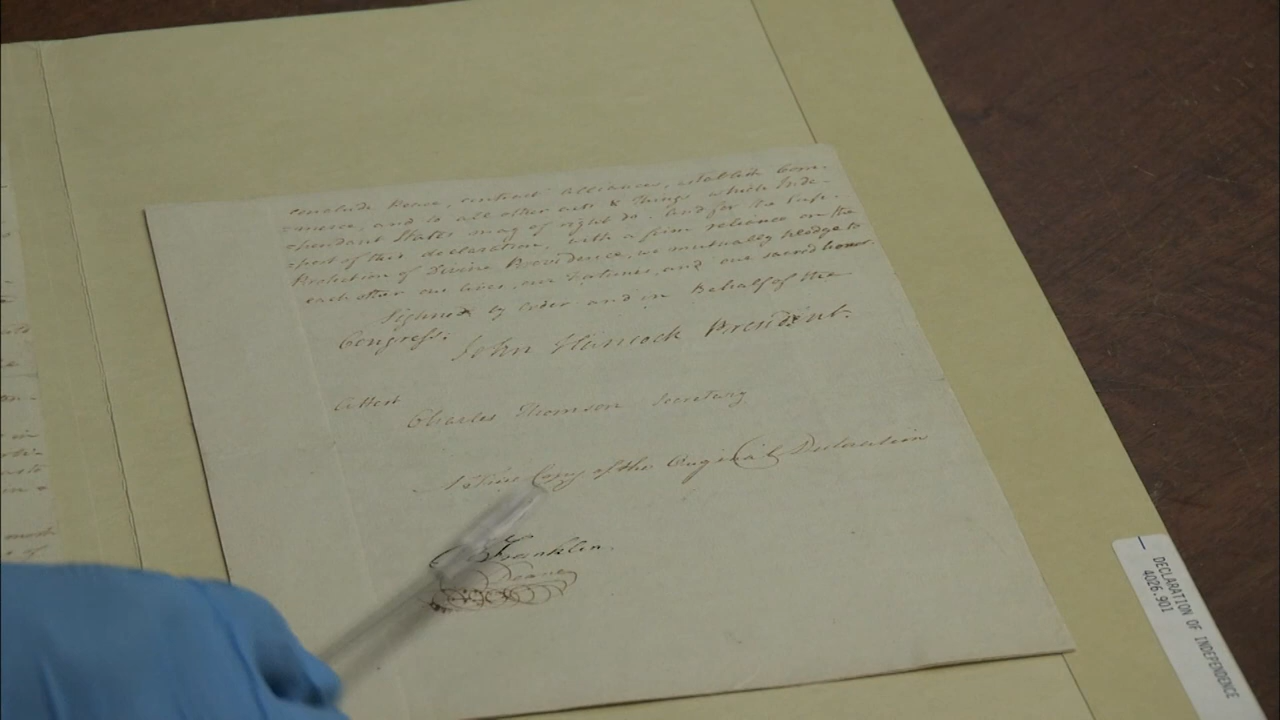 conclude Peace, contract alliances, establish Com-
merce, and to all other acts & Things which Inde-
-pendant States may of right do. And for the Sup-
-port of this declaration, with a firm reliance on the
Protection of Divine Providence, we mutually pledge to
each other our lives, our Fortunes, and our sacred honor.
Signed by order and in Behalf of the
Congress.
John Hancock President.
Attest
Charles Thomson Secretary
A True Copy of the Original Declaration
Franklin.
Deane
DECLARATION OF INDEPENDENCE
4026.901